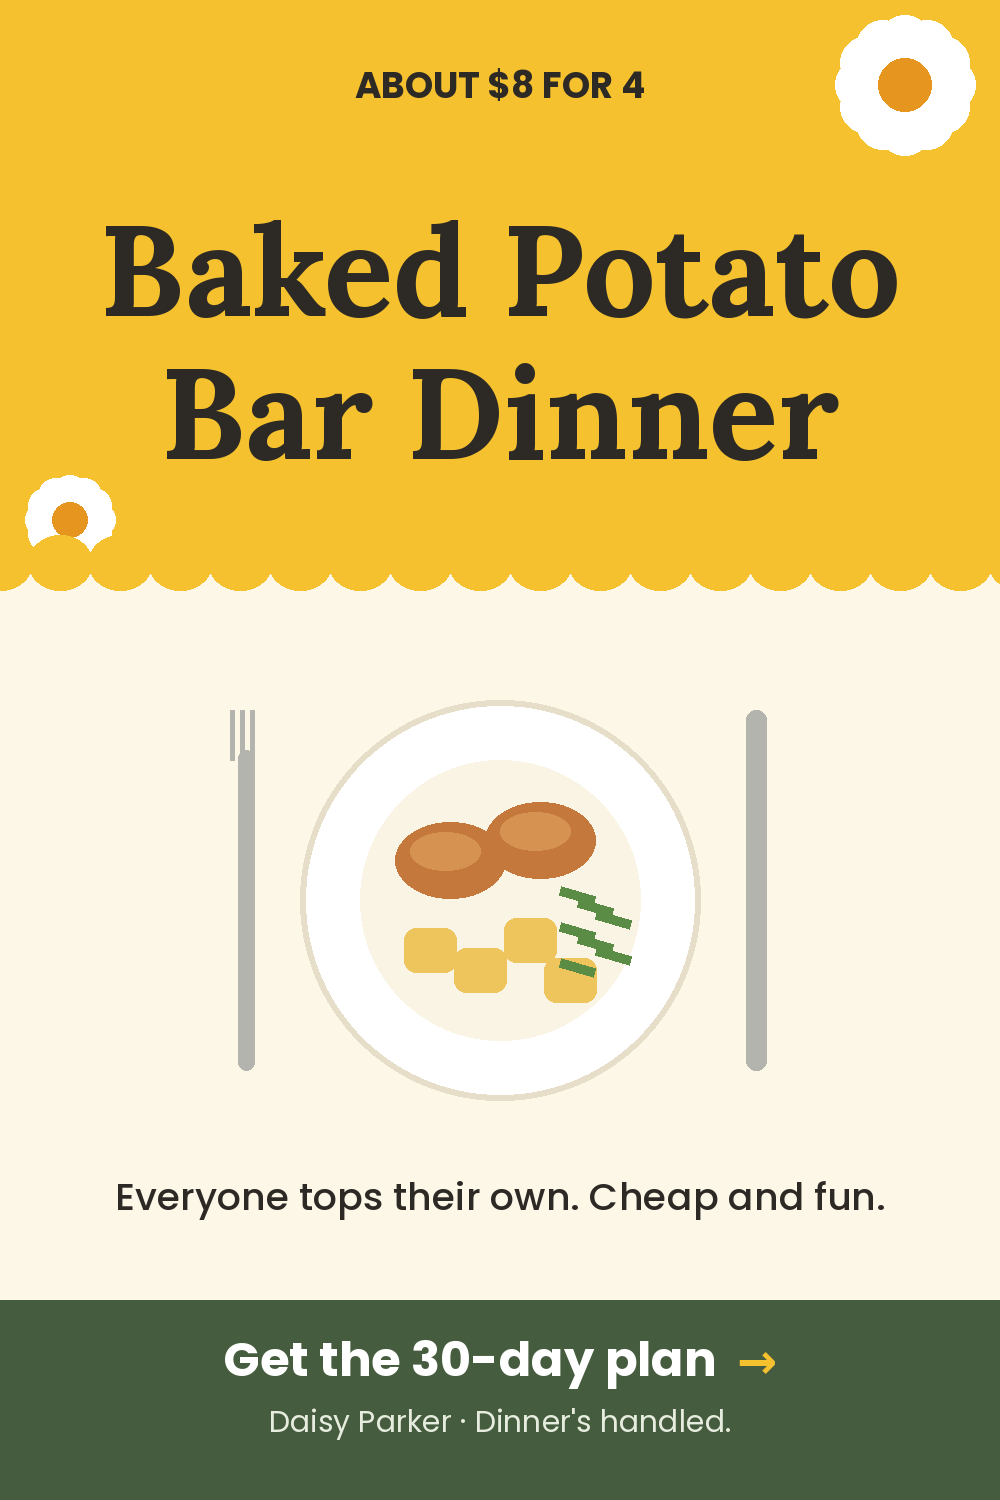 ABOUT $8 FOR 4
Baked Potato
Bar Dinner
Everyone tops their own. Cheap and fun.
Get the 30-day plan →
Daisy Parker · Dinner's handled.